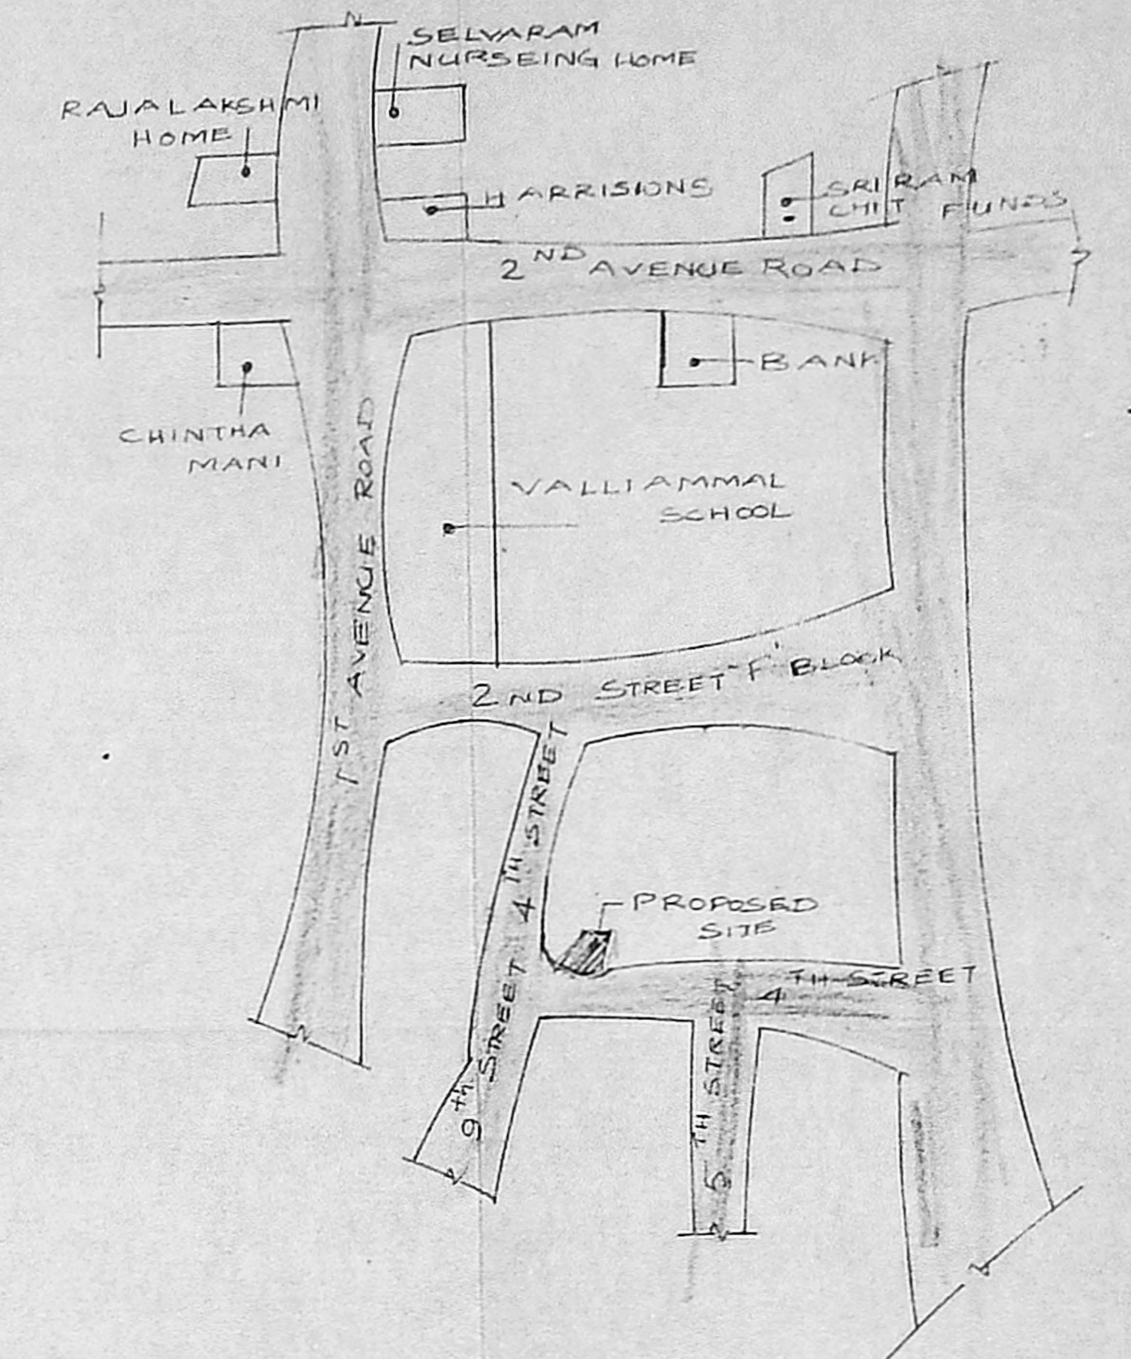 SELVARAM
NURSEING HOME
RAJALAKSHMI
HOME
HARRISIONS
SRI RAM
CHIT FUNDS
2ND AVENUE ROAD
BANK
CHINTHA
MANI
VALLIAMMAL
SCHOOL
1ST AVENUE ROAD
2ND STREET 'F' BLOCK
4TH STREET
PROPOSED
SITE
4TH STREET
9th STREET
5TH STREET